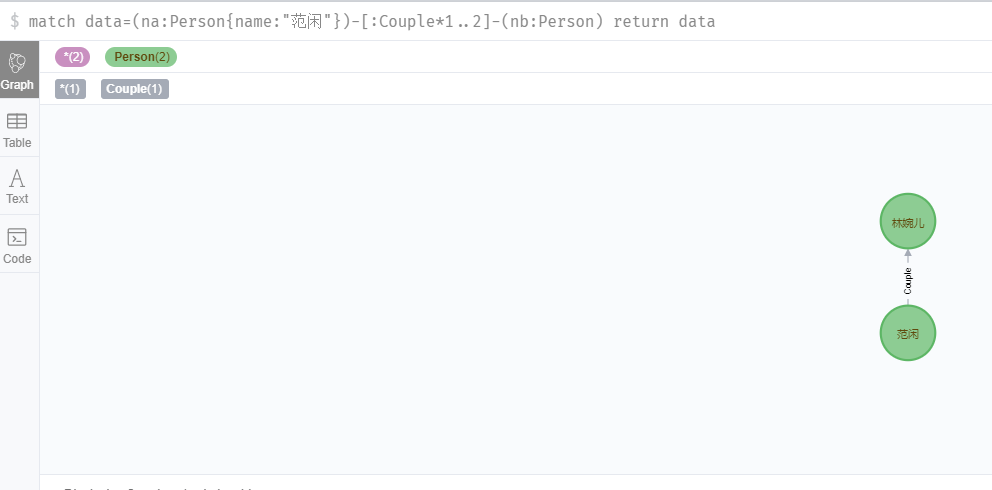 $ match data=(na:Person{name:"范闲"})-[:Couple*1..2]-(nb:Person) return data
*(2) Person(2)
Graph
*(1) Couple(1)
Table
Text
Code
林婉儿
Couple
范闲